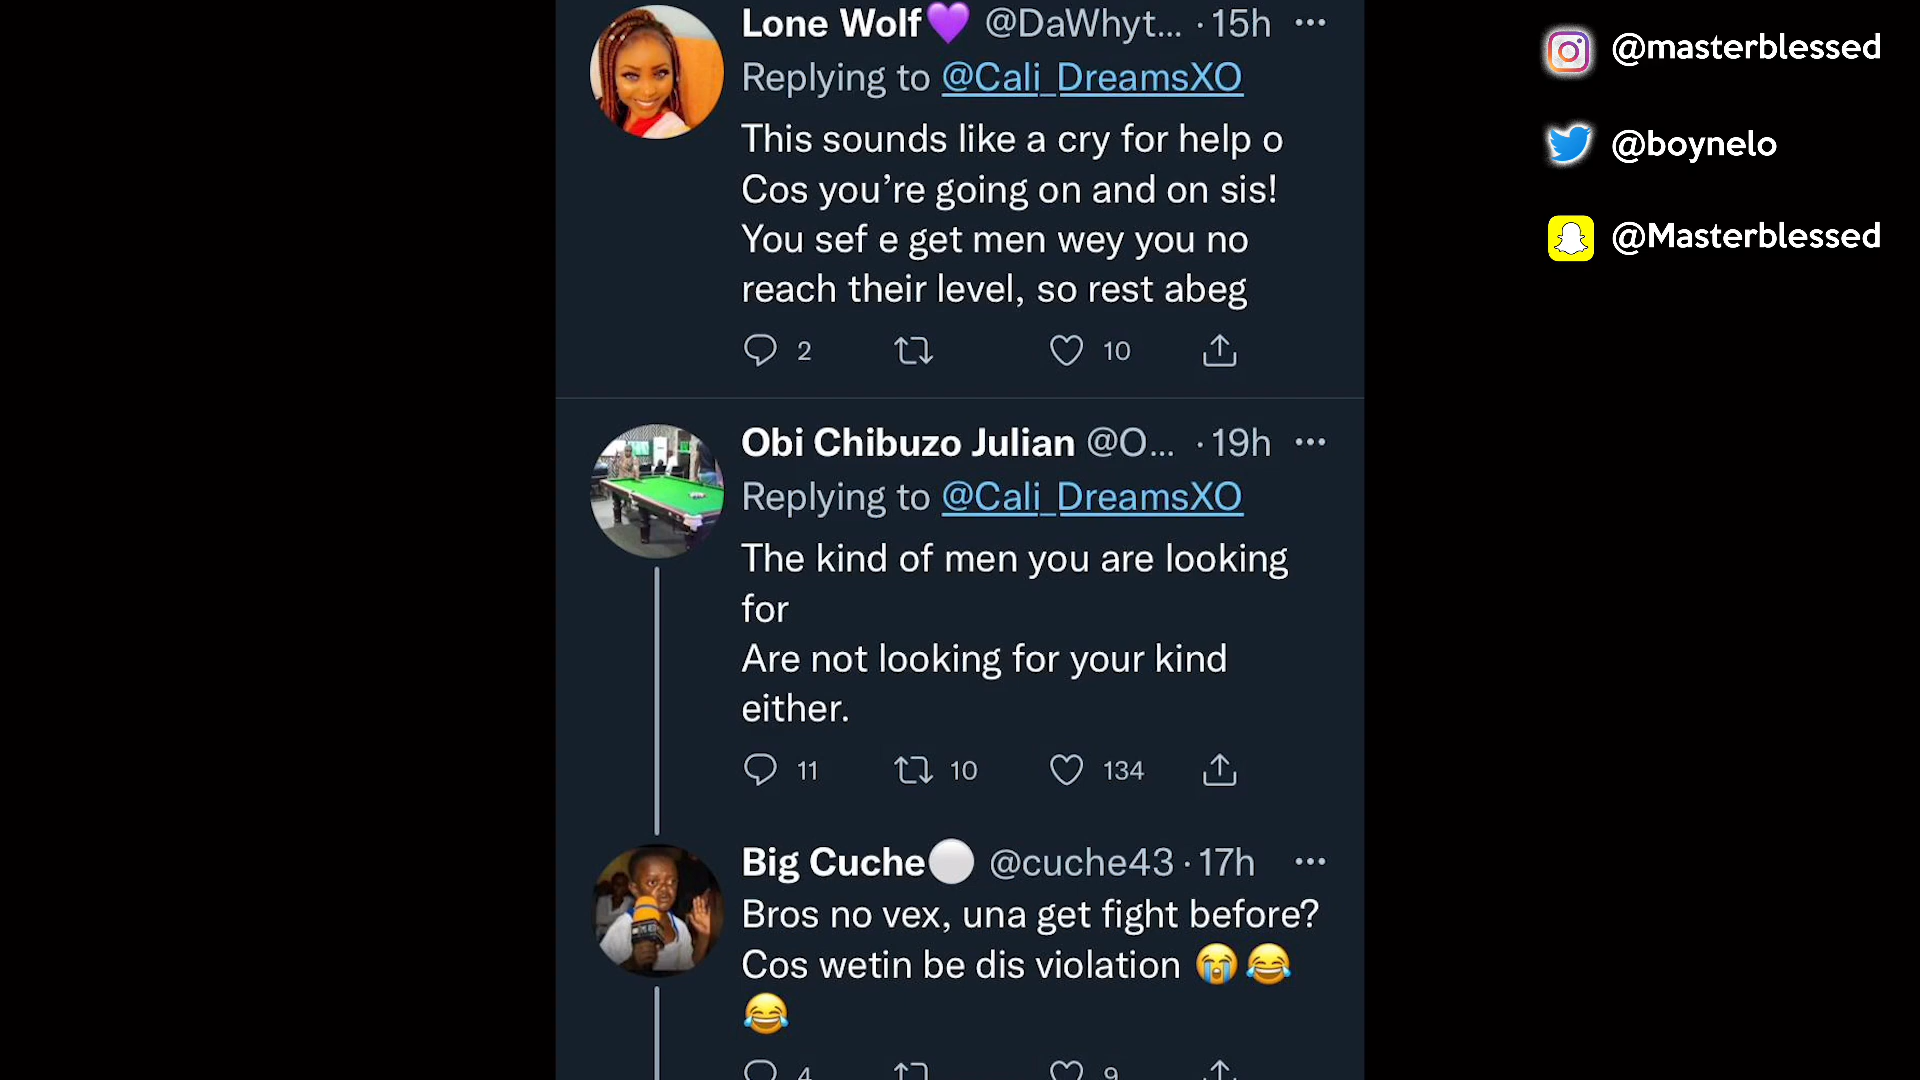 Lone Wolf💜 @DaWhyt... · 15h ...
Replying to @Cali_DreamsXO
This sounds like a cry for help o
Cos you’re going on and on sis!
You sef e get men wey you no
reach their level, so rest abeg
2 10
Obi Chibuzo Julian @O... · 19h ...
Replying to @Cali_DreamsXO
The kind of men you are looking
for
Are not looking for your kind
either.
11 10 134
Big Cuche⚪ @cuche43 · 17h ...
Bros no vex, una get fight before?
Cos wetin be dis violation 😭😂
😂
4 9
@masterblessed
@boynelo
@Masterblessed